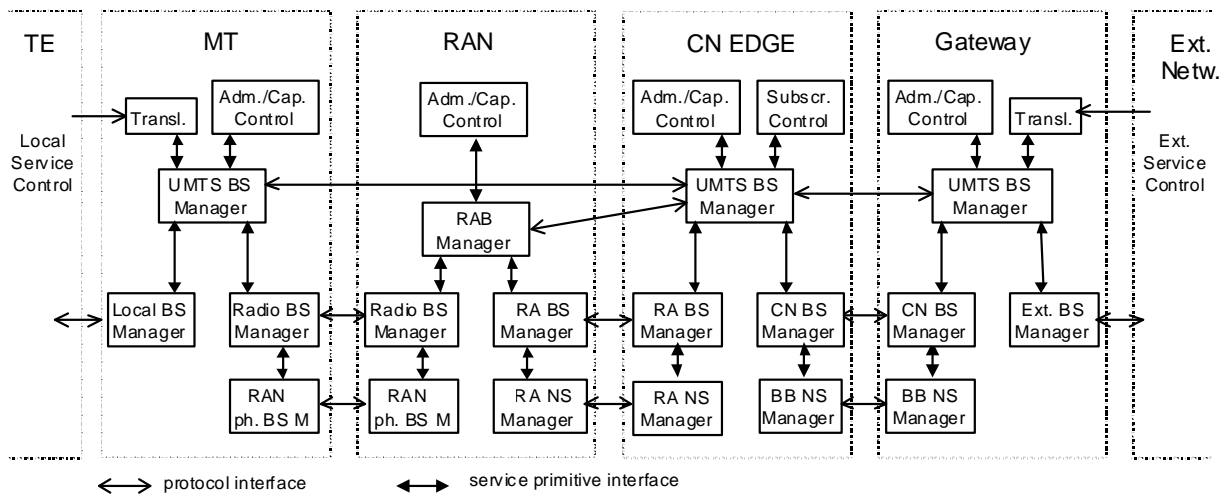 TE
MT
RAN
CN EDGE
Gateway
Ext.
Netw.
Local
Service
Control
Transl.
Adm./Cap.
Control
Adm./Cap.
Control
Adm./Cap.
Control
Subscr.
Control
Adm./Cap.
Control
Transl.
Ext.
Service
Control
UMTS BS
Manager
RAB
Manager
UMTS BS
Manager
UMTS BS
Manager
Local BS
Manager
Radio BS
Manager
Radio BS
Manager
RA BS
Manager
RA BS
Manager
CN BS
Manager
CN BS
Manager
Ext. BS
Manager
RAN
ph. BS M
RAN
ph. BS M
RA NS
Manager
RA NS
Manager
BB NS
Manager
BB NS
Manager
protocol interface
service primitive interface